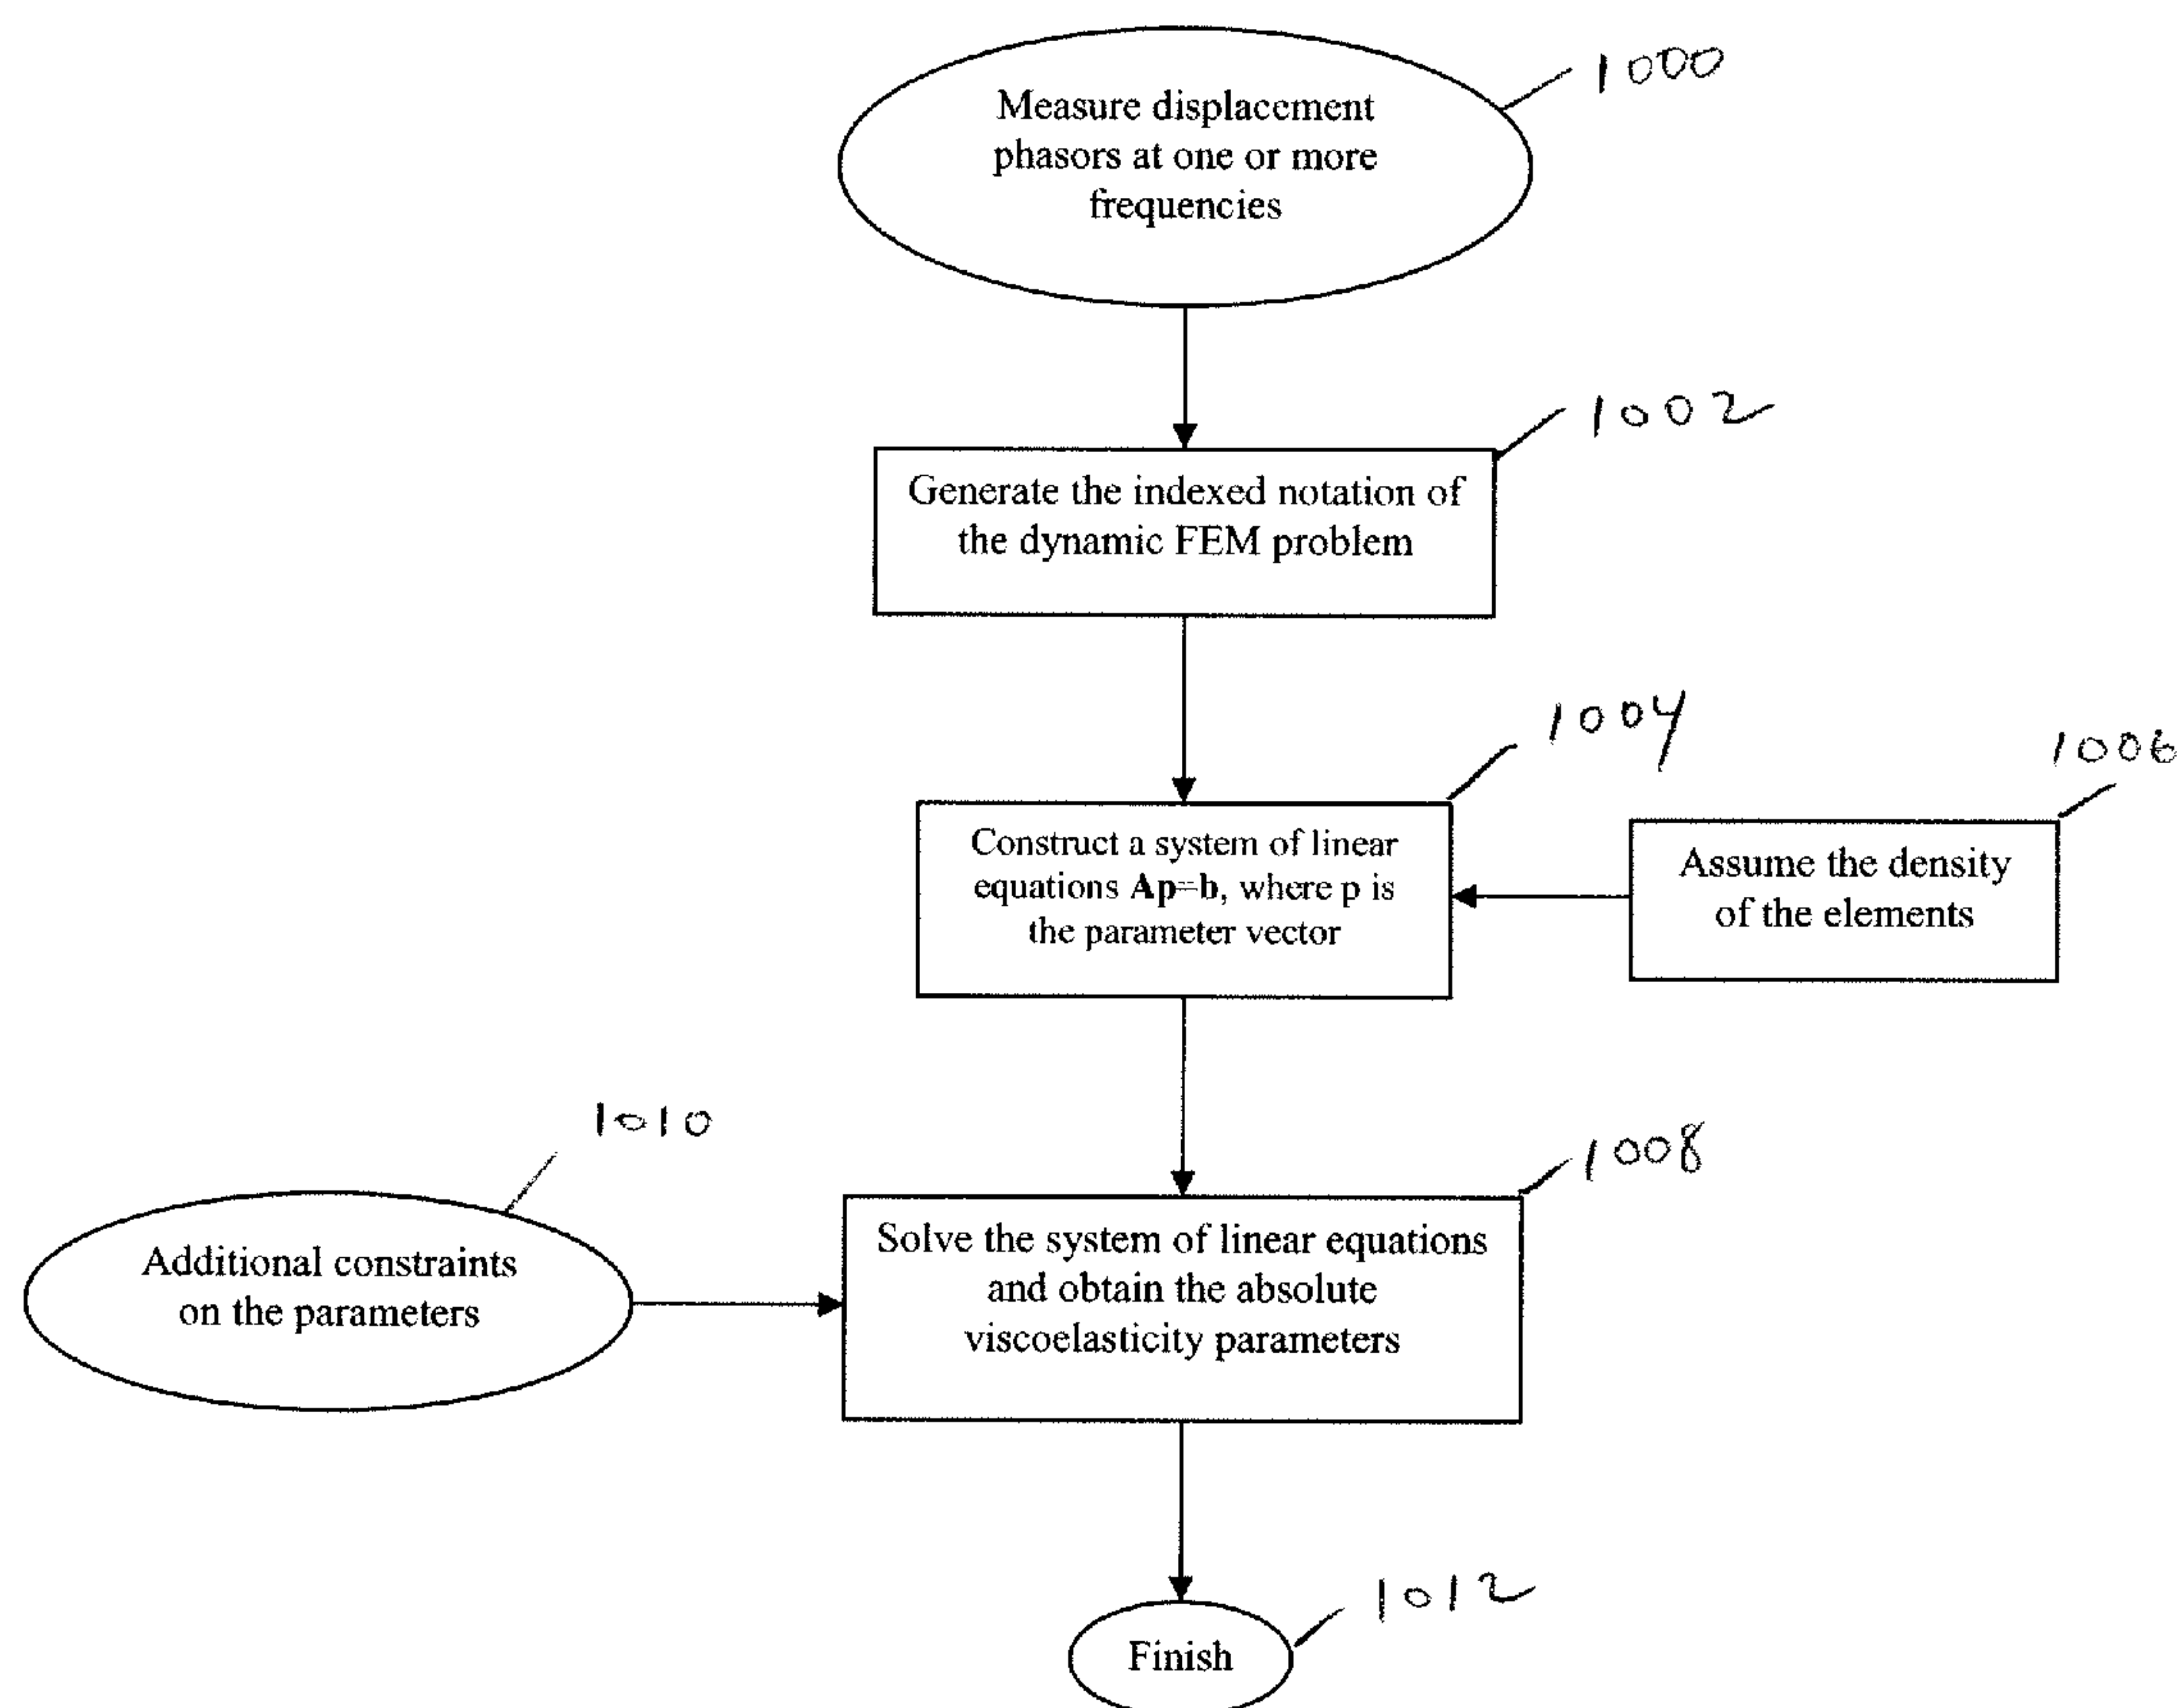 1000
Measure displacement
phasors at one or more
frequencies
1002
Generate the indexed notation of
the dynamic FEM problem
1004
Construct a system of linear
equations Ap=b, where p is
the parameter vector
1006
Assume the density
of the elements
1010
Additional constraints
on the parameters
1008
Solve the system of linear equations
and obtain the absolute
viscoelasticity parameters
1012
Finish